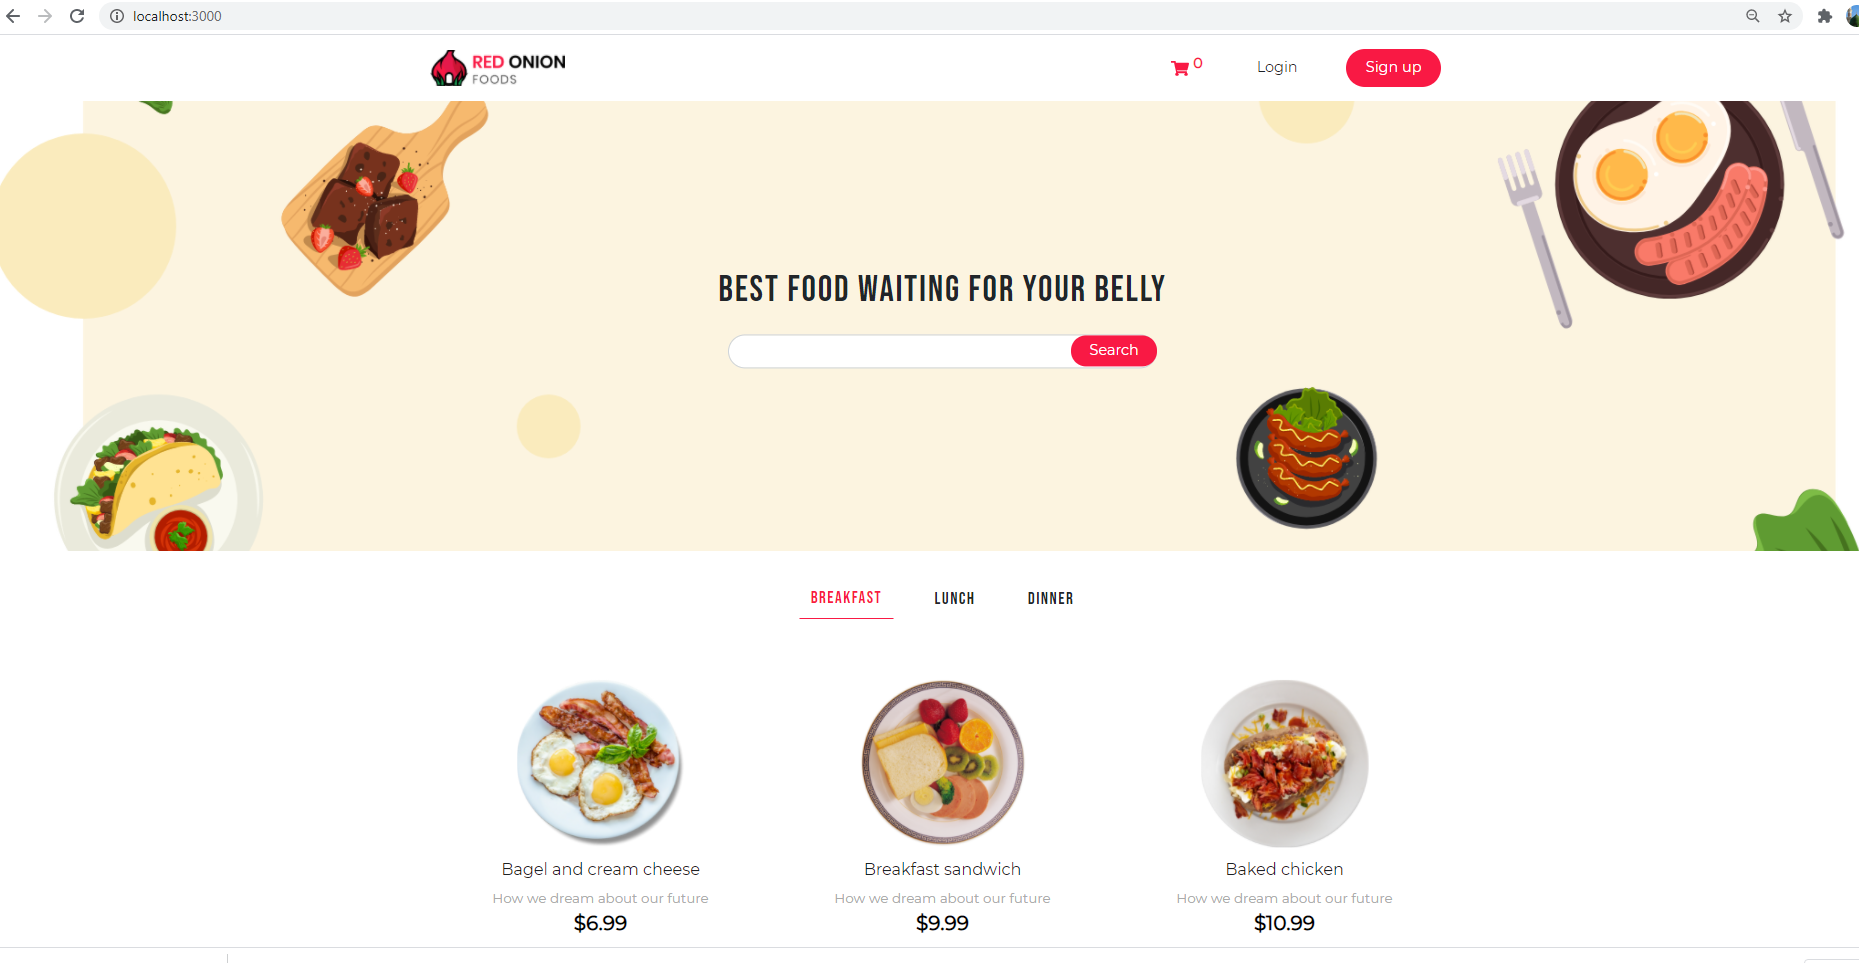 localhost:3000
RED ONION
FOODS
0
Login
Sign up
BEST FOOD WAITING FOR YOUR BELLY
Search
BREAKFAST
LUNCH
DINNER
Bagel and cream cheese
Breakfast sandwich
Baked chicken
How we dream about our future
How we dream about our future
How we dream about our future
$6.99
$9.99
$10.99